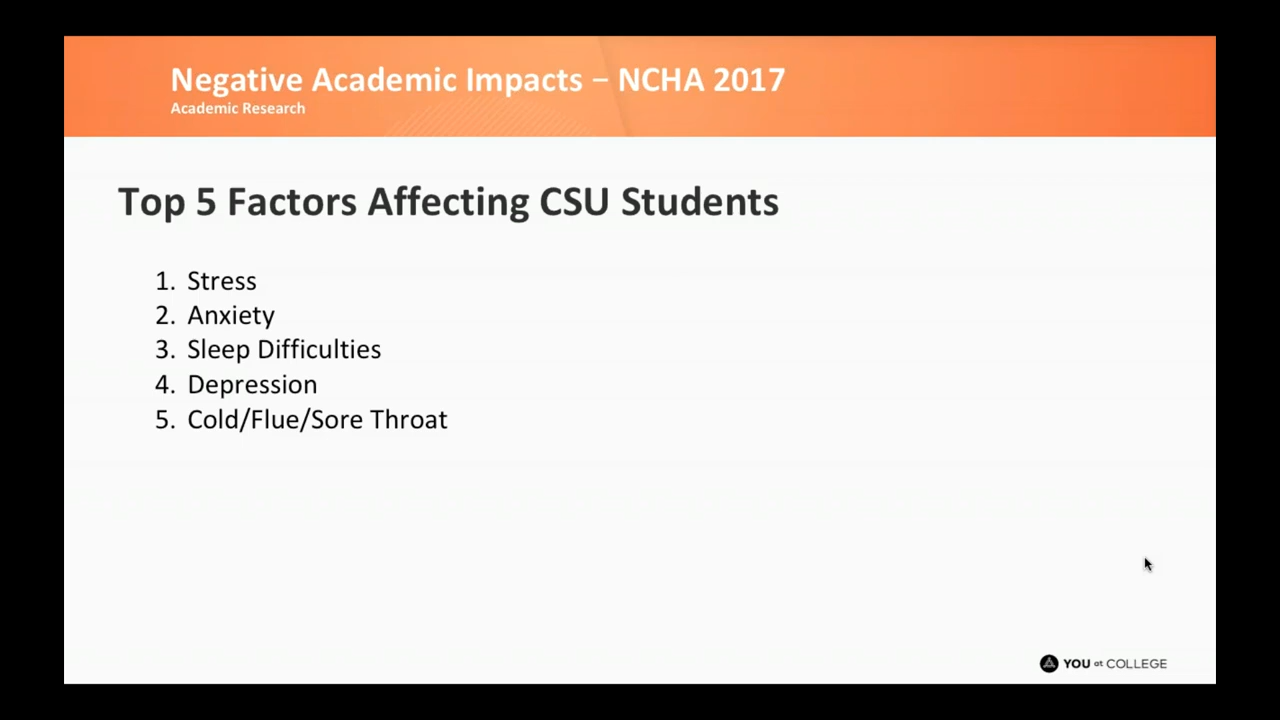 Negative Academic Impacts – NCHA 2017
Academic Research
Top 5 Factors Affecting CSU Students
1. Stress
2. Anxiety
3. Sleep Difficulties
4. Depression
5. Cold/Flue/Sore Throat
YOU at COLLEGE